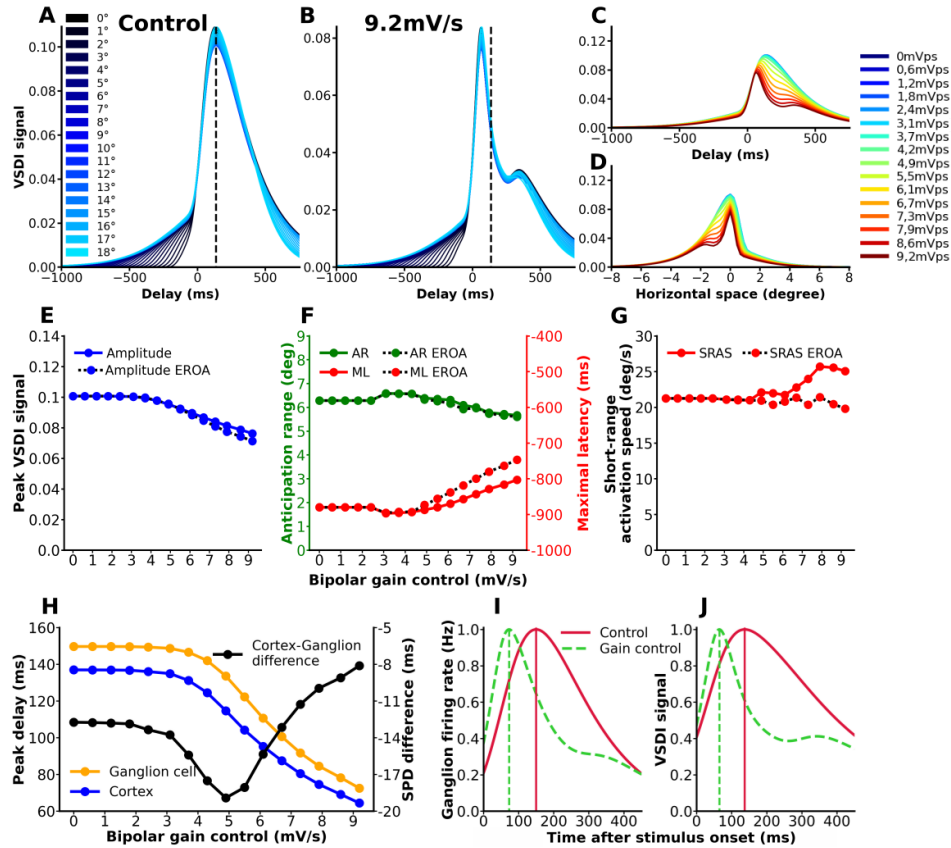 A
Control
B
9.2mV/s
C
0°
1°
2°
3°
4°
5°
6°
7°
8°
9°
10°
11°
12°
13°
14°
15°
16°
17°
18°
VSDI signal
0.10
0.08
0.06
0.04
0.02
0.00
−1000
−500
0
500
Delay (ms)
0.08
0.06
0.04
0.02
0.00
−1000
−500
0
500
Delay (ms)
0.12
0.08
0.04
0.00
−1000
−500
0
500
Delay (ms)
D
0.12
0.08
0.04
0.00
−8
−6
−4
−2
0
2
4
6
8
Horizontal space (degree)
0mVps
0,6mVps
1,2mVps
1,8mVps
2,4mVps
3,1mVps
3,7mVps
4,2mVps
4,9mVps
5,5mVps
6,1mVps
6,7mVps
7,3mVps
7,9mVps
8,6mVps
9,2mVps
E
Peak VSDI signal
0.14
0.12
0.1
0.08
0.06
0.04
0.02
0.0
Amplitude
Amplitude EROA
0 1 2 3 4 5 6 7 8 9
F
Anticipation range (deg)
9
8
7
6
5
4
3
2
1
0
AR
AR EROA
ML
ML EROA
-400
-500
-600
-700
-800
-900
-1000
Maximal latency (ms)
0 1 2 3 4 5 6 7 8 9
Bipolar gain control (mV/s)
G
Short-range
activation speed (deg/s)
30
25
20
15
10
5
0
SRAS
SRAS EROA
0 1 2 3 4 5 6 7 8 9
H
Peak delay (ms)
160
140
120
100
80
60
Cortex-Ganglion
difference
Ganglion cell
Cortex
-5
-8
-11
-14
-17
-20
SPD difference (ms)
0 1 2 3 4 5 6 7 8 9
Bipolar gain control (mV/s)
I
Ganglion firing rate (Hz)
1.0
0.8
0.6
0.4
0.2
0.0
Control
Gain control
0 100 200 300 400
J
VSDI signal
1.0
0.8
0.6
0.4
0.2
0.0
0 100 200 300 400
Time after stimulus onset (ms)